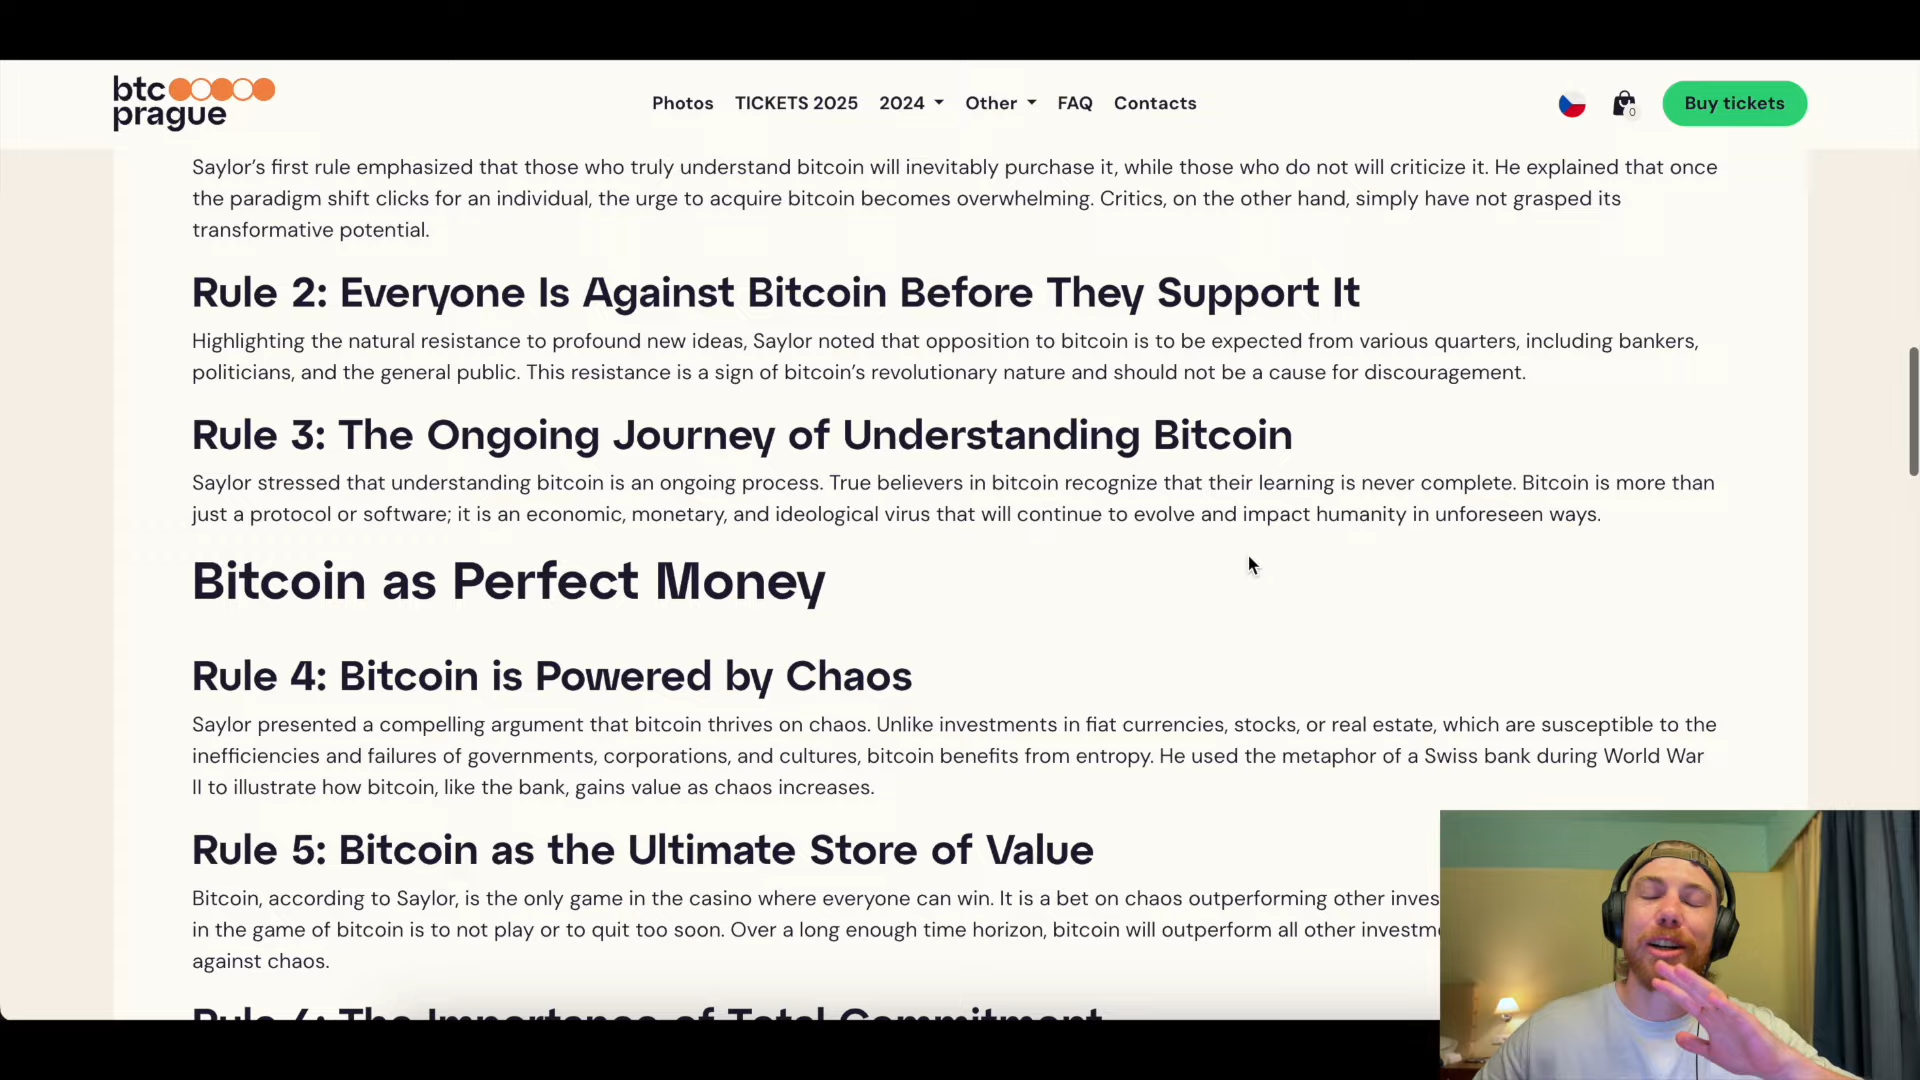 btc
prague
Photos TICKETS 2025 2024 Other FAQ Contacts
0
Buy tickets
Saylor’s first rule emphasized that those who truly understand bitcoin will inevitably purchase it, while those who do not will criticize it. He explained that once
the paradigm shift clicks for an individual, the urge to acquire bitcoin becomes overwhelming. Critics, on the other hand, simply have not grasped its
transformative potential.
Rule 2: Everyone Is Against Bitcoin Before They Support It
Highlighting the natural resistance to profound new ideas, Saylor noted that opposition to bitcoin is to be expected from various quarters, including bankers,
politicians, and the general public. This resistance is a sign of bitcoin’s revolutionary nature and should not be a cause for discouragement.
Rule 3: The Ongoing Journey of Understanding Bitcoin
Saylor stressed that understanding bitcoin is an ongoing process. True believers in bitcoin recognize that their learning is never complete. Bitcoin is more than
just a protocol or software; it is an economic, monetary, and ideological virus that will continue to evolve and impact humanity in unforeseen ways.
Bitcoin as Perfect Money
Rule 4: Bitcoin is Powered by Chaos
Saylor presented a compelling argument that bitcoin thrives on chaos. Unlike investments in fiat currencies, stocks, or real estate, which are susceptible to the
inefficiencies and failures of governments, corporations, and cultures, bitcoin benefits from entropy. He used the metaphor of a Swiss bank during World War
II to illustrate how bitcoin, like the bank, gains value as chaos increases.
Rule 5: Bitcoin as the Ultimate Store of Value
Bitcoin, according to Saylor, is the only game in the casino where everyone can win. It is a bet on chaos outperforming other inves
in the game of bitcoin is to not play or to quit too soon. Over a long enough time horizon, bitcoin will outperform all other investm
against chaos.
Rule 6: The Importance of Total Commitment